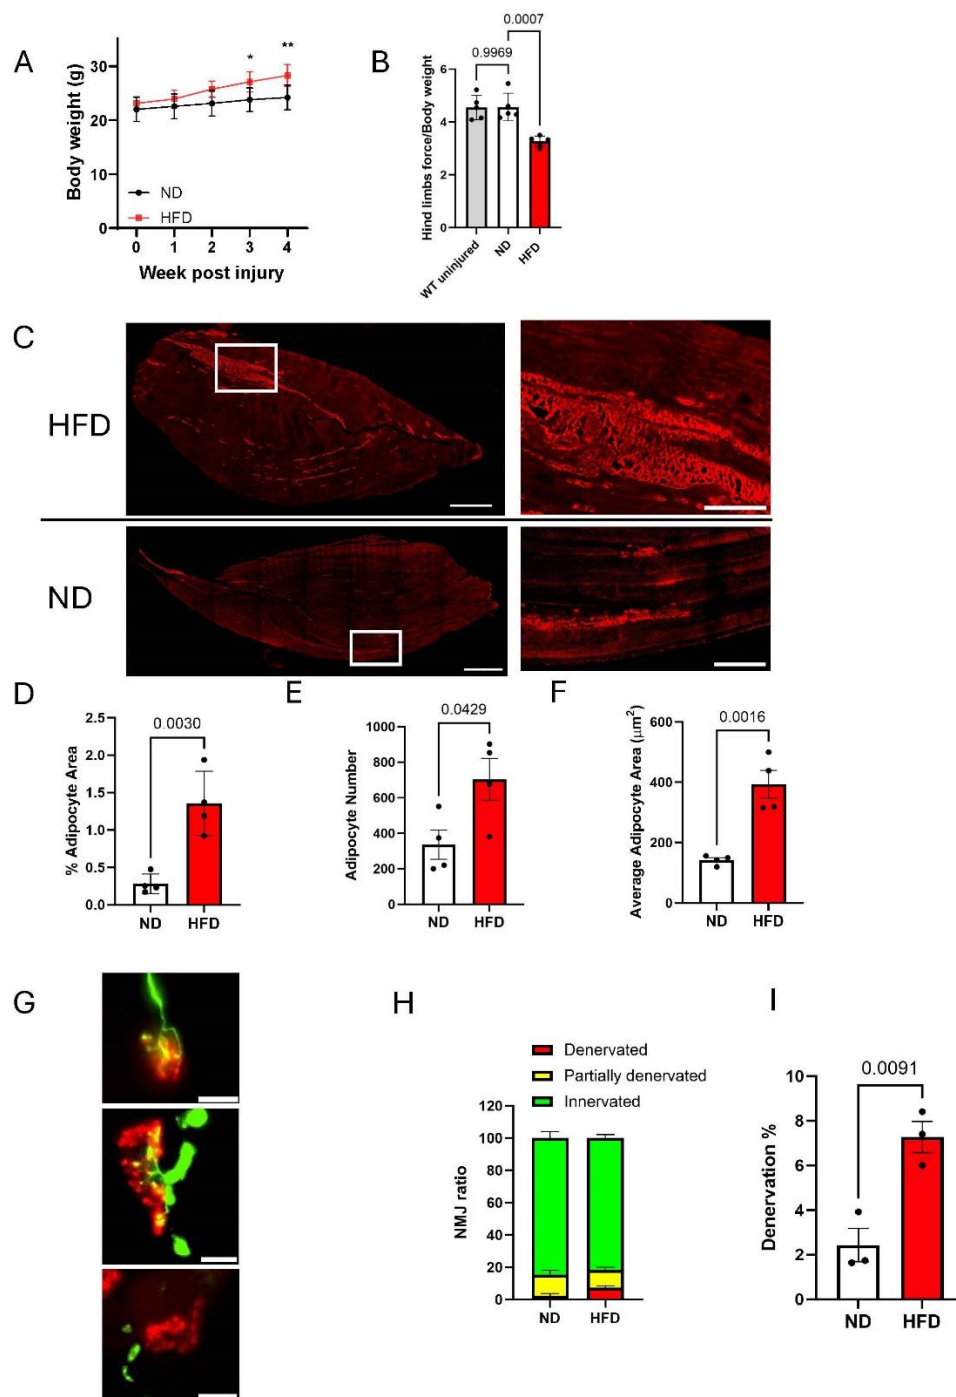 A
Body weight (g)
30
20
10
0
ND
HFD
*
**
0 1 2 3 4
Week post injury
B
Hind limbs force/Body weight
0.0007
0.9969
6
4
2
0
WT uninjured
ND
HFD
C
HFD
ND
D
% Adipocyte Area
0.0030
2.5
2.0
1.5
1.0
0.5
0.0
ND HFD
E
Adipocyte Number
0.0429
1000
800
600
400
200
0
ND HFD
F
Average Adipocyte Area (μm²)
0.0016
600
400
200
0
ND HFD
G
H
Denervated
Partially denervated
Innervated
NMJ ratio
120
100
80
60
40
20
0
ND HFD
I
Denervation %
0.0091
10
8
6
4
2
0
ND HFD